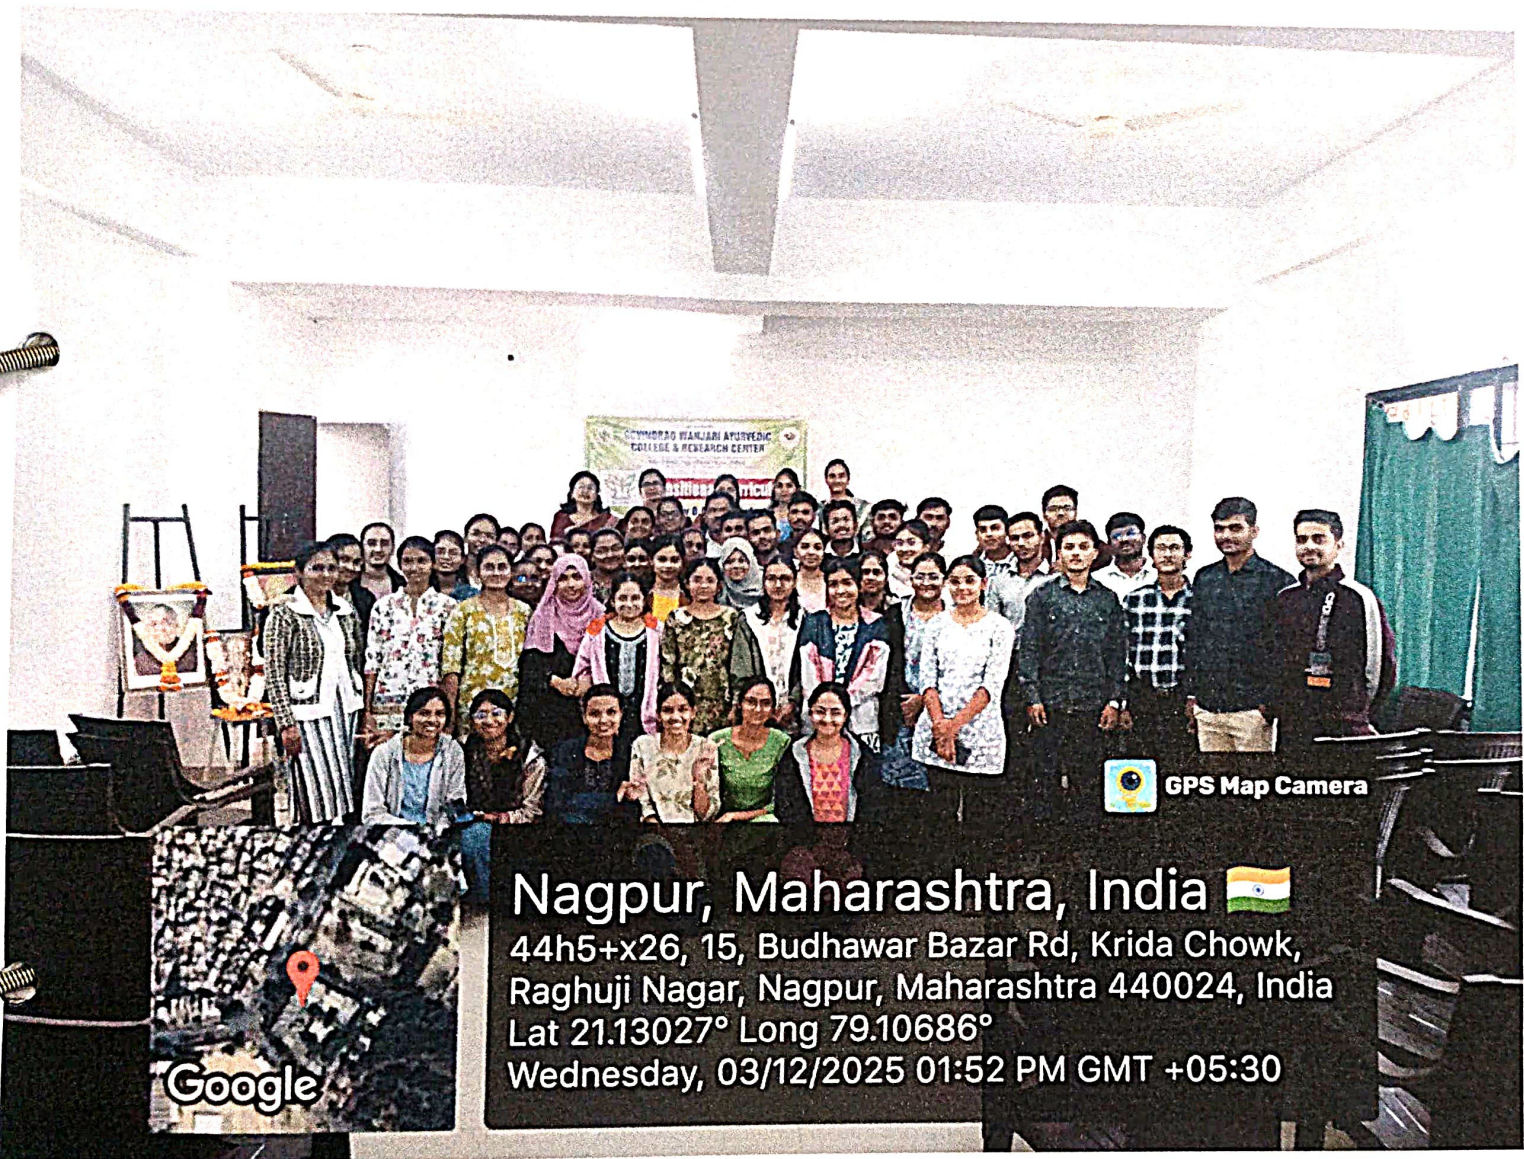 GOVINDRAO WANJARI AYURVEDIC
COLLEGE & RESEARCH CENTER
GPS Map Camera
Nagpur, Maharashtra, India
44h5+x26, 15, Budhawar Bazar Rd, Krida Chowk,
Raghuji Nagar, Nagpur, Maharashtra 440024, India
Lat 21.13027° Long 79.10686°
Wednesday, 03/12/2025 01:52 PM GMT +05:30
Google